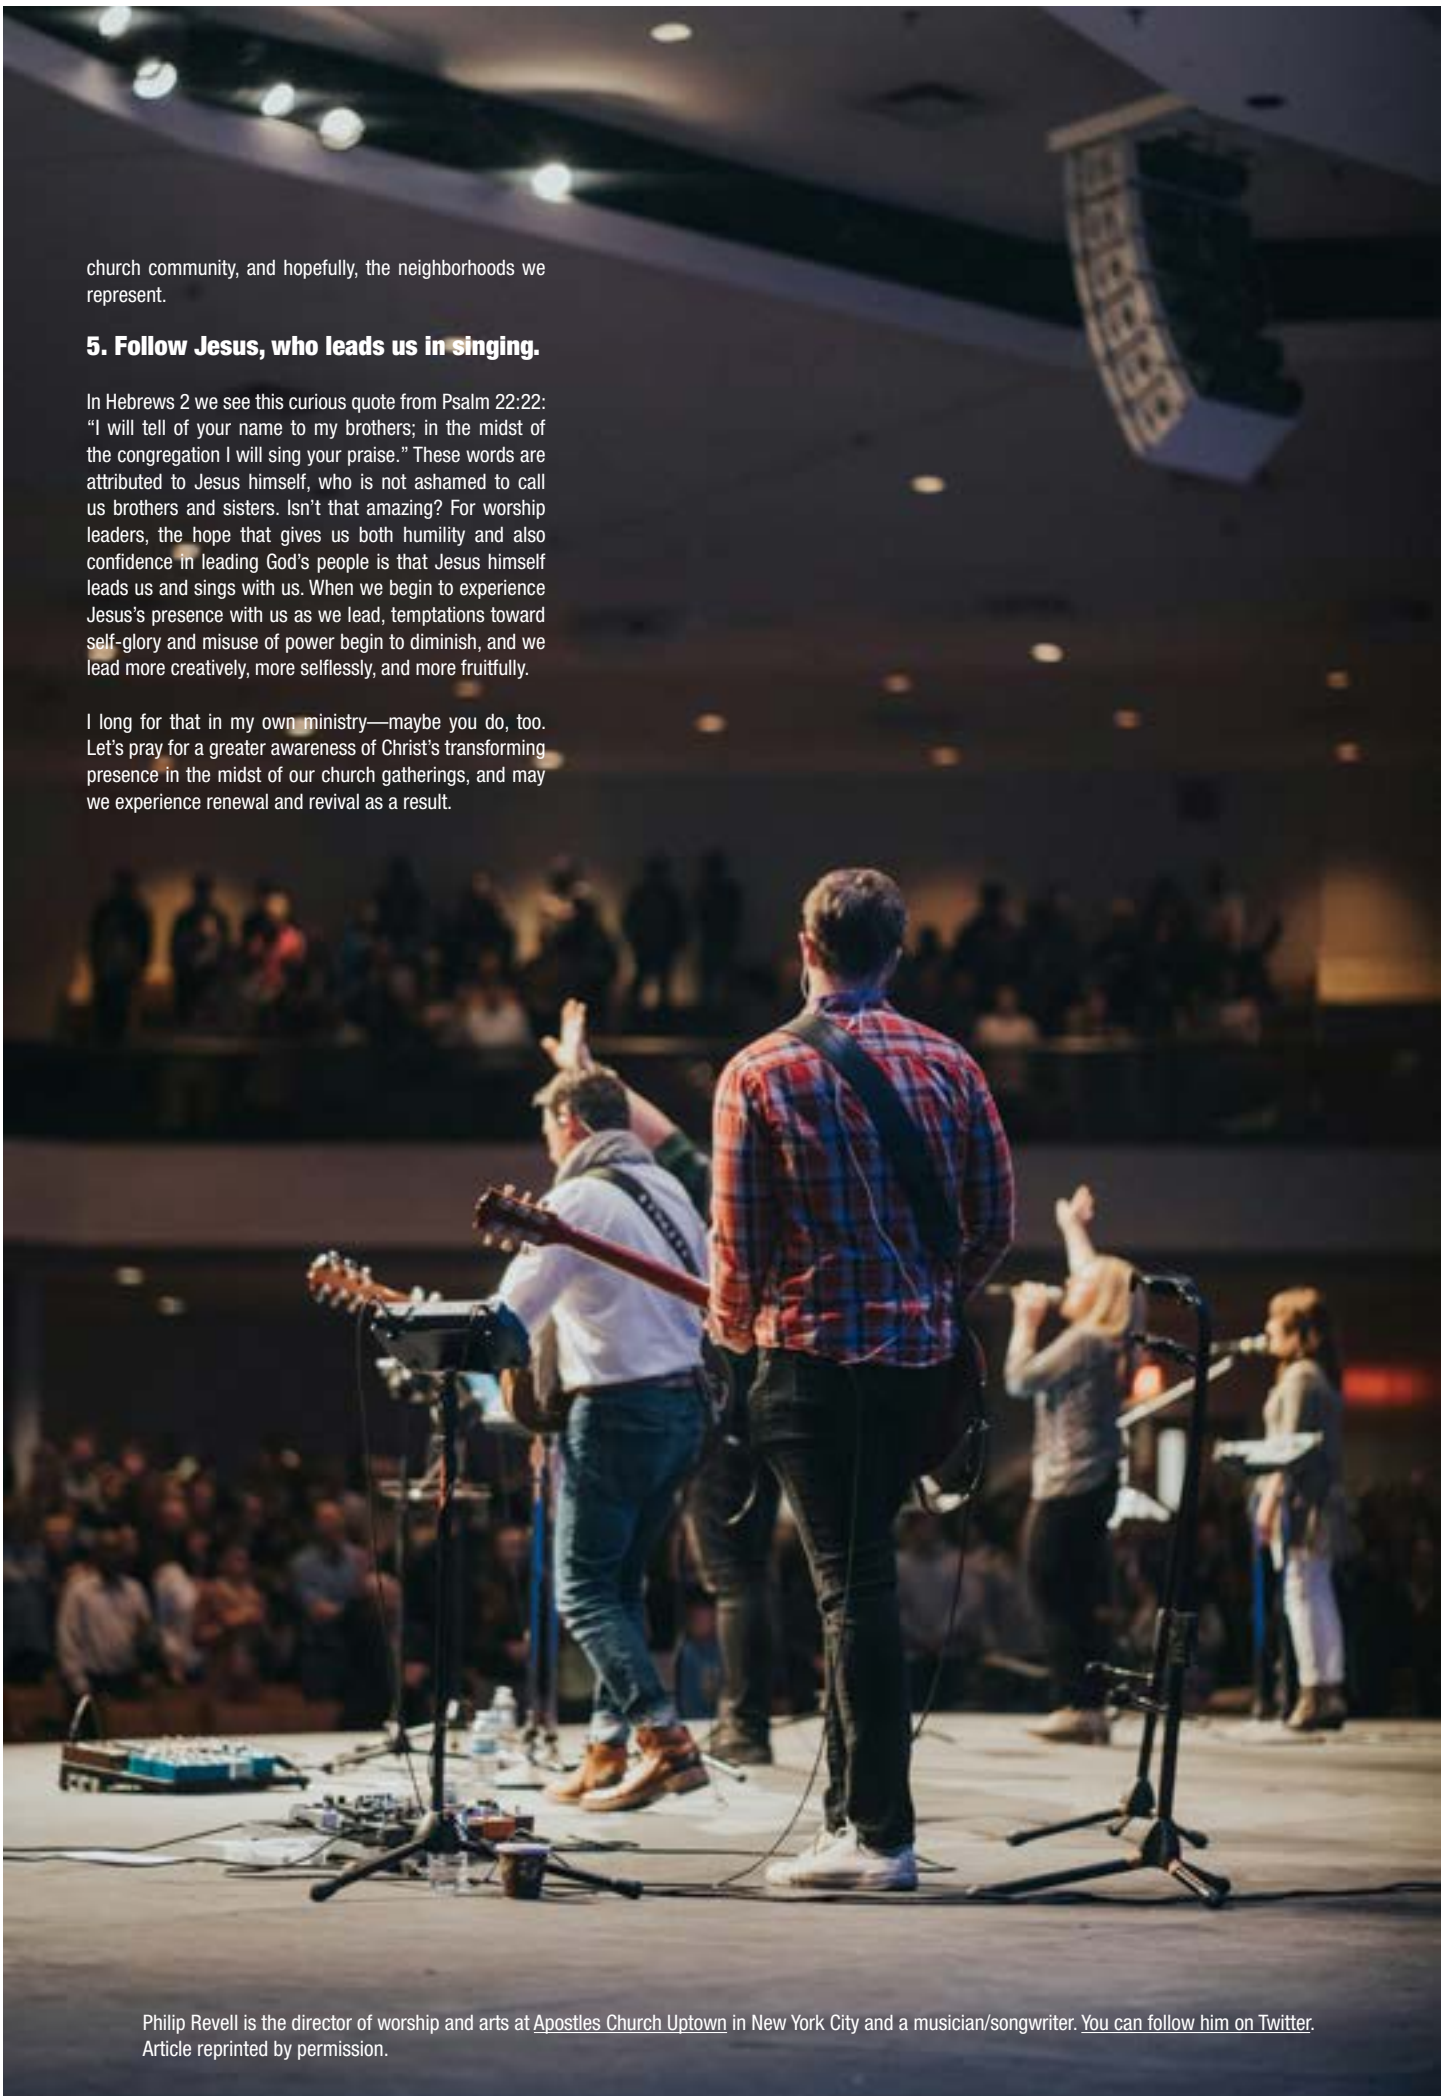 church community, and hopefully, the neighborhoods we
represent.
5. Follow Jesus, who leads us in singing.
In Hebrews 2 we see this curious quote from Psalm 22:22:
“I will tell of your name to my brothers; in the midst of
the congregation I will sing your praise.” These words are
attributed to Jesus himself, who is not ashamed to call
us brothers and sisters. Isn’t that amazing? For worship
leaders, the hope that gives us both humility and also
confidence in leading God’s people is that Jesus himself
leads us and sings with us. When we begin to experience
Jesus’s presence with us as we lead, temptations toward
self-glory and misuse of power begin to diminish, and we
lead more creatively, more selflessly, and more fruitfully.
I long for that in my own ministry—maybe you do, too.
Let’s pray for a greater awareness of Christ’s transforming
presence in the midst of our church gatherings, and may
we experience renewal and revival as a result.
Philip Revell is the director of worship and arts at Apostles Church Uptown in New York City and a musician/songwriter. You can follow him on Twitter.
Article reprinted by permission.